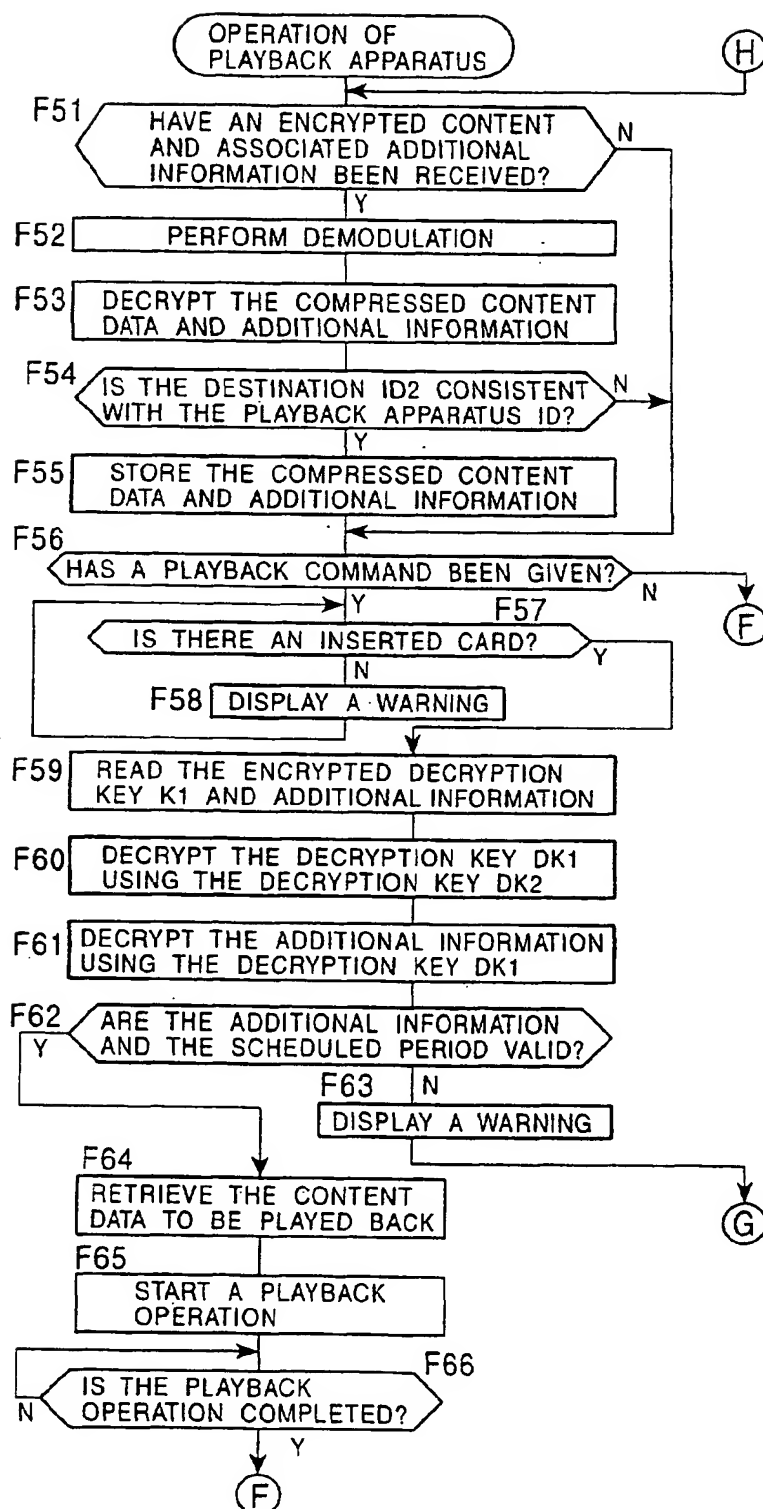 OPERATION OF
PLAYBACK APPARATUS
H
F51
HAVE AN ENCRYPTED CONTENT
AND ASSOCIATED ADDITIONAL
INFORMATION BEEN RECEIVED?
N
Y
F52
PERFORM DEMODULATION
F53
DECRYPT THE COMPRESSED CONTENT
DATA AND ADDITIONAL INFORMATION
F54
IS THE DESTINATION ID2 CONSISTENT
WITH THE PLAYBACK APPARATUS ID?
N
Y
F55
STORE THE COMPRESSED CONTENT
DATA AND ADDITIONAL INFORMATION
F56
HAS A PLAYBACK COMMAND BEEN GIVEN?
N
Y
F
F57
IS THERE AN INSERTED CARD?
Y
N
F58
DISPLAY A WARNING
F59
READ THE ENCRYPTED DECRYPTION
KEY K1 AND ADDITIONAL INFORMATION
F60
DECRYPT THE DECRYPTION KEY DK1
USING THE DECRYPTION KEY DK2
F61
DECRYPT THE ADDITIONAL INFORMATION
USING THE DECRYPTION KEY DK1
F62
ARE THE ADDITIONAL INFORMATION
AND THE SCHEDULED PERIOD VALID?
Y
F63
N
DISPLAY A WARNING
G
F64
RETRIEVE THE CONTENT
DATA TO BE PLAYED BACK
F65
START A PLAYBACK
OPERATION
F66
IS THE PLAYBACK
OPERATION COMPLETED?
N
Y
F